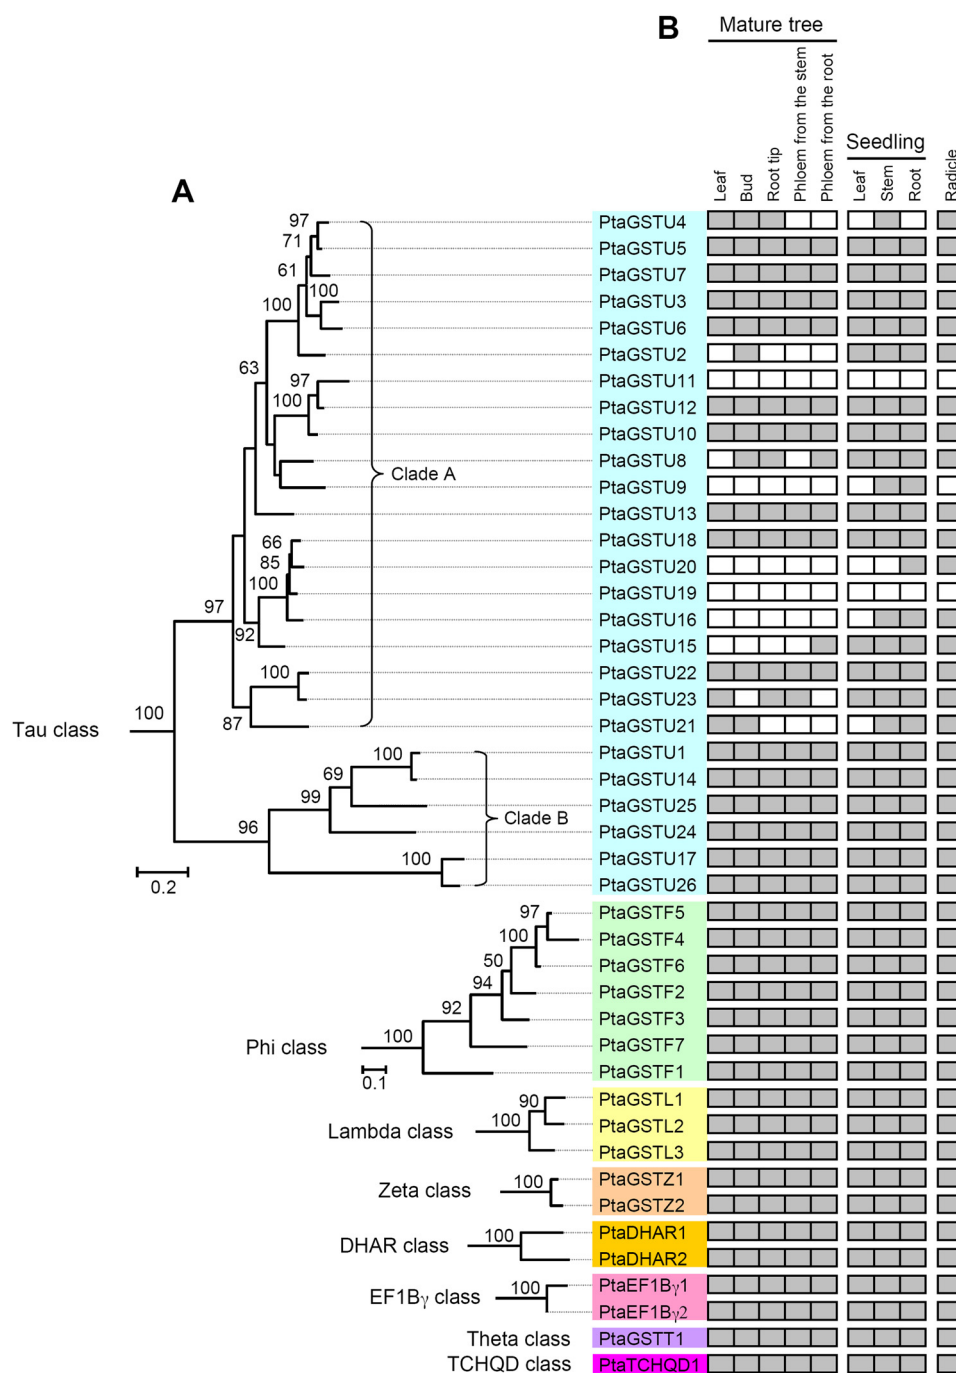 B
Mature tree
Leaf
Bud
Root tip
Phloem from the stem
Phloem from the root
Seedling
Leaf
Stem
Root
Radicle
A
97
71
61
100
100
63
97
100
66
85
100
97
92
100
87
100
69
99
96
100
Clade A
Clade B
Tau class
100
0.2
PtaGSTU4
PtaGSTU5
PtaGSTU7
PtaGSTU3
PtaGSTU6
PtaGSTU2
PtaGSTU11
PtaGSTU12
PtaGSTU10
PtaGSTU8
PtaGSTU9
PtaGSTU13
PtaGSTU18
PtaGSTU20
PtaGSTU19
PtaGSTU16
PtaGSTU15
PtaGSTU22
PtaGSTU23
PtaGSTU21
PtaGSTU1
PtaGSTU14
PtaGSTU25
PtaGSTU24
PtaGSTU17
PtaGSTU26
97
100
50
94
92
100
Phi class
0.1
PtaGSTF5
PtaGSTF4
PtaGSTF6
PtaGSTF2
PtaGSTF3
PtaGSTF7
PtaGSTF1
90
100
Lambda class
PtaGSTL1
PtaGSTL2
PtaGSTL3
100
Zeta class
PtaGSTZ1
PtaGSTZ2
100
DHAR class
PtaDHAR1
PtaDHAR2
100
EF1Bγ class
PtaEF1Bγ1
PtaEF1Bγ2
Theta class
PtaGSTT1
TCHQD class
PtaTCHQD1